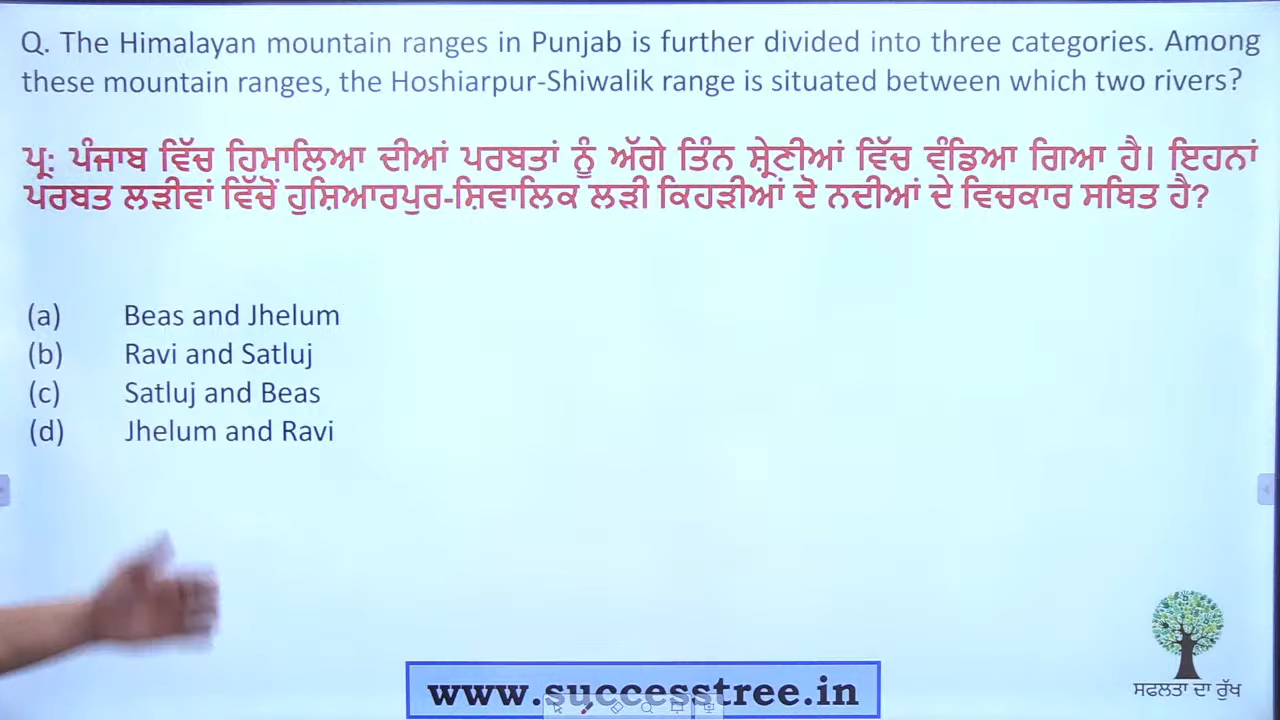 Q. The Himalayan mountain ranges in Punjab is further divided into three categories. Among
these mountain ranges, the Hoshiarpur-Shiwalik range is situated between which two rivers?
ਪ੍ਰ: ਪੰਜਾਬ ਵਿੱਚ ਹਿਮਾਲਿਆ ਦੀਆਂ ਪਰਬਤਾਂ ਨੂੰ ਅੱਗੇ ਤਿੰਨ ਸ਼੍ਰੇਣੀਆਂ ਵਿੱਚ ਵੰਡਿਆ ਗਿਆ ਹੈ। ਇਹਨਾਂ
ਪਰਬਤ ਲੜੀਵਾਂ ਵਿੱਚੋਂ ਹੁਸ਼ਿਆਰਪੁਰ-ਸ਼ਿਵਾਲਿਕ ਲੜੀ ਕਿਹੜੀਆਂ ਦੋ ਨਦੀਆਂ ਦੇ ਵਿਚਕਾਰ ਸਥਿਤ ਹੈ?
(a) Beas and Jhelum
(b) Ravi and Satluj
(c) Satluj and Beas
(d) Jhelum and Ravi
ਸਫਲਤਾ ਦਾ ਰੁੱਖ
www.successtree.in